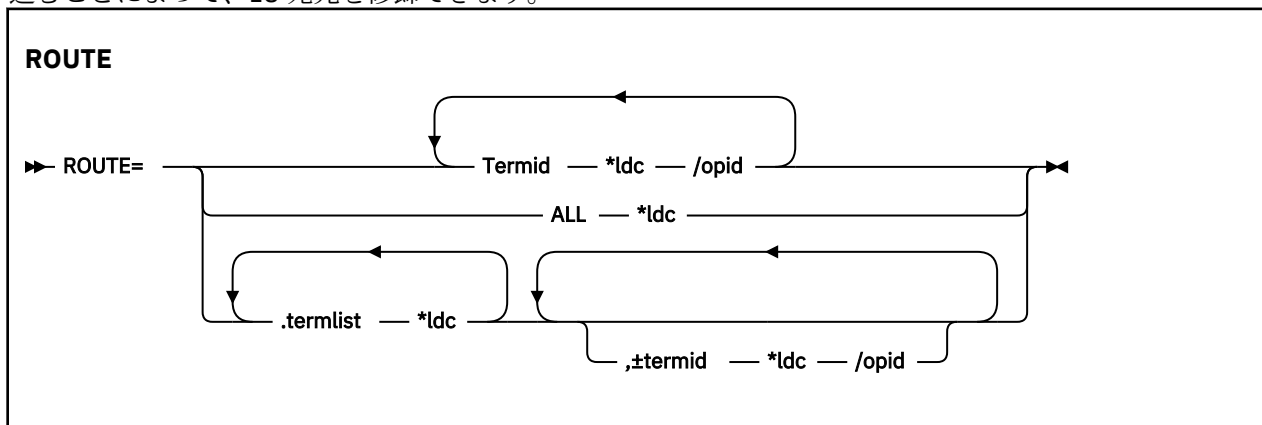 ROUTE
ROUTE= Termid *ldc /opid
ALL *ldc
.termlist *ldc
,±termid *ldc /opid